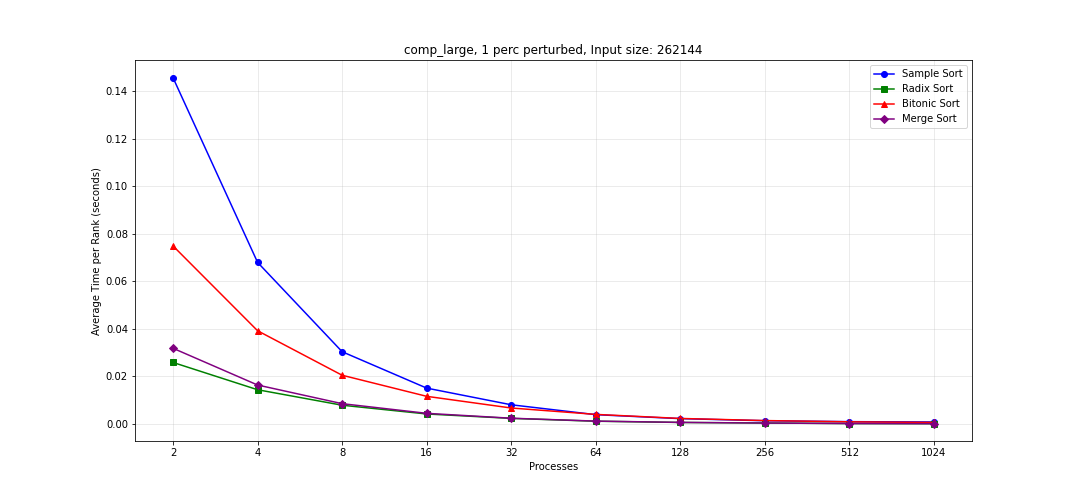 comp_large, 1 perc perturbed, Input size: 262144
Sample Sort
Radix Sort
Bitonic Sort
Merge Sort
Average Time per Rank (seconds)
0.14
0.12
0.10
0.08
0.06
0.04
0.02
0.00
2 4 8 16 32 64 128 256 512 1024
Processes